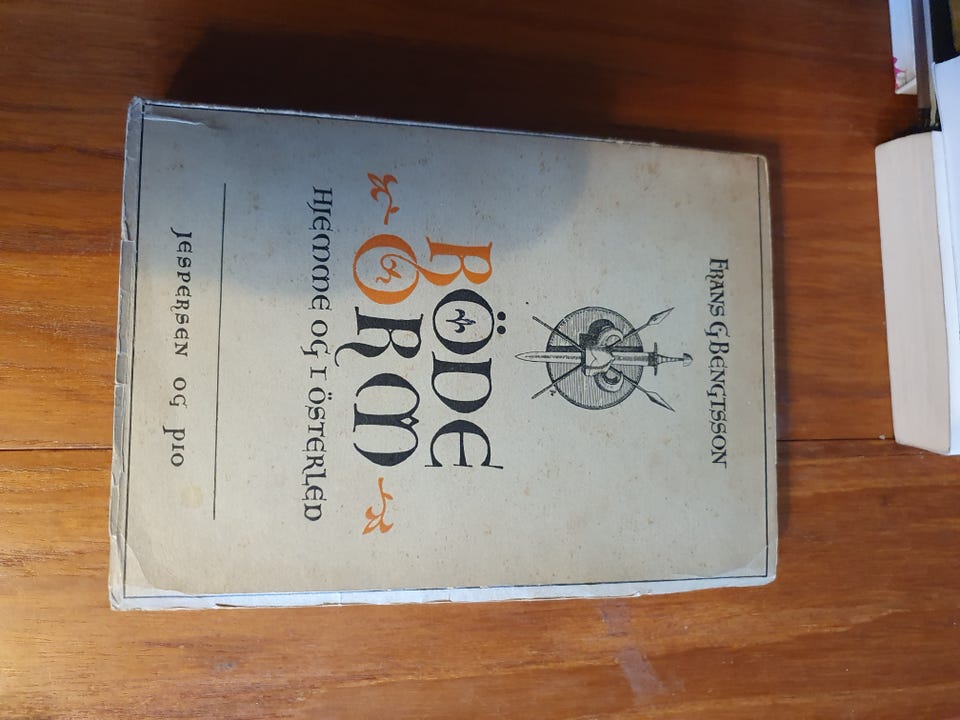 FRANS G BENGTSSON
RÖDE
ORM
HJEMME OG I ÖSTERLED
JESPERSEN OG PIO